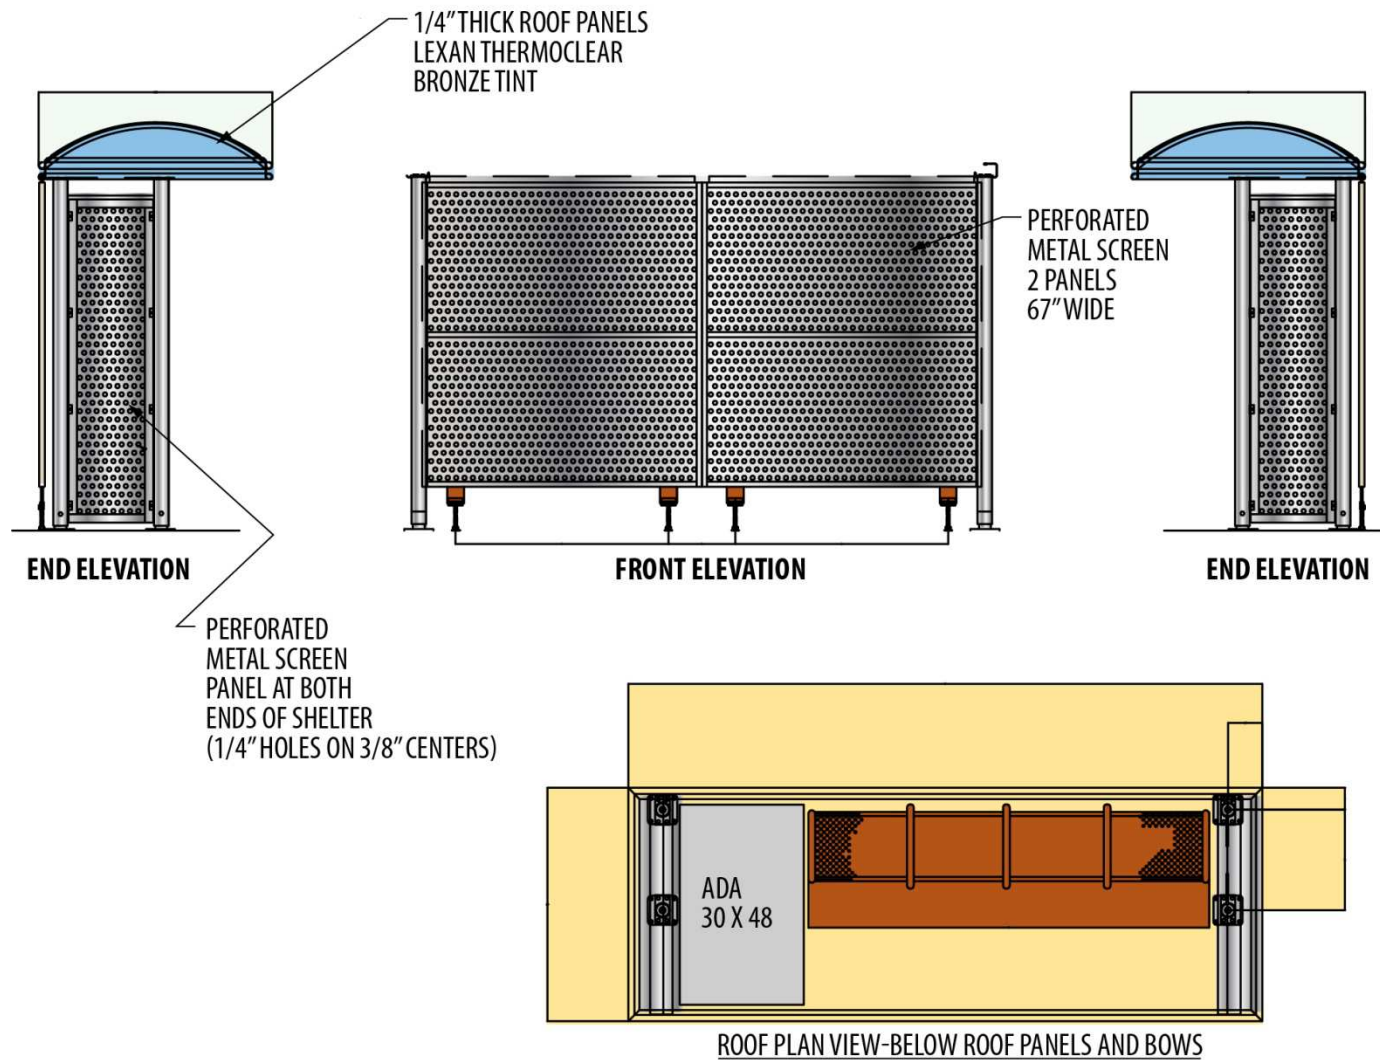 1/4" THICK ROOF PANELS
LEXAN THERMOCLEAR
BRONZE TINT
PERFORATED
METAL SCREEN
2 PANELS
67" WIDE
END ELEVATION
FRONT ELEVATION
END ELEVATION
PERFORATED
METAL SCREEN
PANEL AT BOTH
ENDS OF SHELTER
(1/4" HOLES ON 3/8" CENTERS)
ADA
30 X 48
ROOF PLAN VIEW-BELOW ROOF PANELS AND BOWS